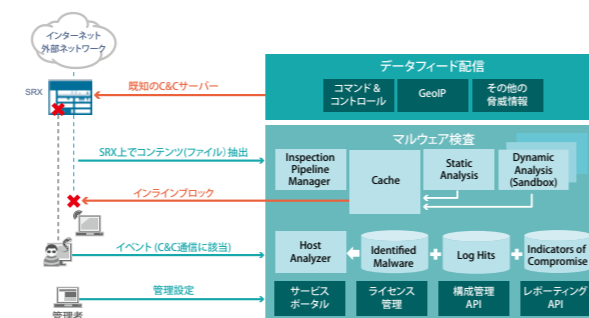 インターネット
外部ネットワーク
SRX
既知のC&Cサーバー
データフィード配信
コマンド&
コントロール
GeoIP
その他の
脅威情報
SRX上でコンテンツ(ファイル)抽出
マルウェア検査
Inspection
Pipeline
Manager
Cache
Static
Analysis
Dynamic
Analysis
(Sandbox)
インラインブロック
イベント (C&C通信に該当)
Host
Analyzer
Identified
Malware
Log Hits
Indicators of
Compromise
管理設定
管理者
サービス
ポータル
ライセンス
管理
構成管理
API
レポーティング
API